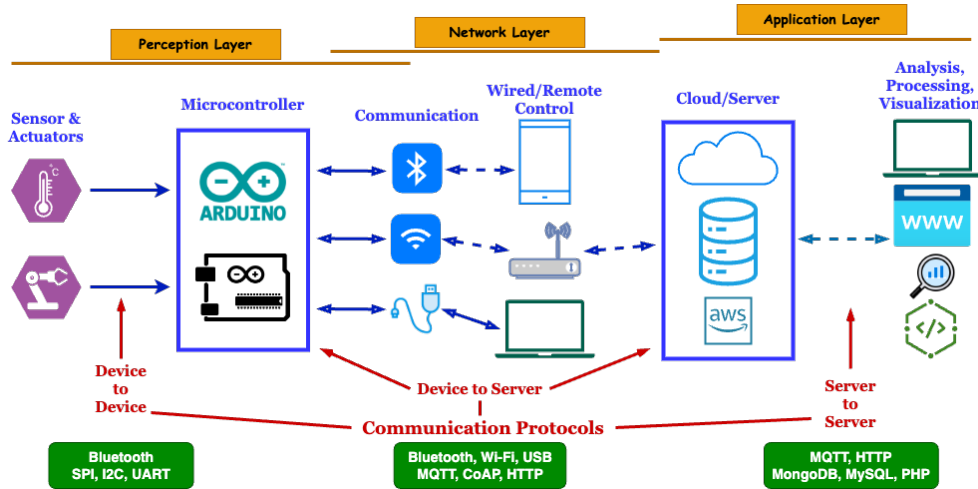 Perception Layer
Network Layer
Application Layer
Sensor &
Actuators
°C
Microcontroller
ARDUINO
Communication
Wired/Remote
Control
Cloud/Server
aws
Analysis,
Processing,
Visualization
WWW
</>
Device
to
Device
Device to Server
Server
to
Server
Communication Protocols
Bluetooth
SPI, I2C, UART
Bluetooth, Wi-Fi, USB
MQTT, CoAP, HTTP
MQTT, HTTP
MongoDB, MySQL, PHP